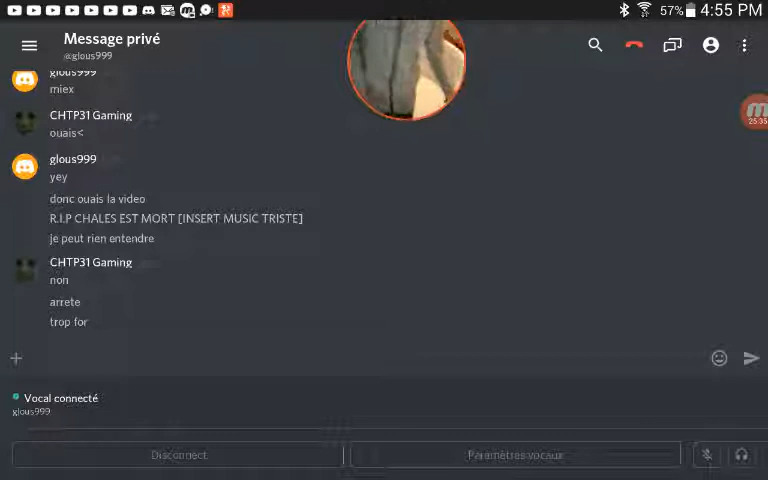 57% 4:55 PM
Message privé
@glous999
glous999
miex
CHTP31 Gaming
ouais<
glous999
yey
donc ouais la video
R.I.P CHALES EST MORT [INSERT MUSIC TRISTE]
je peut rien entendre
CHTP31 Gaming
non
arrete
trop for
Vocal connecté
glous999
Disconnect
Paramètres vocaux